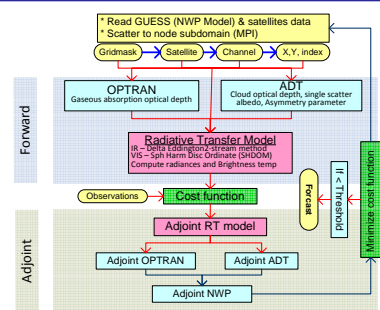 * Read GUESS (NWP Model) & satellites data
* Scatter to node subdomain (MPI)
Gridmask
Satellite
Channel
X,Y, index
Forward
OPTRAN
Gaseous absorption optical depth
ADT
Cloud optical depth, single scatter
albedo, Asymmetry parameter
Radiative Transfer Model
IR – Delta Eddington2-stream method
VIS – Sph Harm Disc Ordinate (SHDOM)
Compute radiances and Brightness temp
Observations
Cost function
Forcast
If < Threshold
Minimize cost function
Adjoint
Adjoint RT model
Adjoint OPTRAN
Adjoint ADT
Adjoint NWP